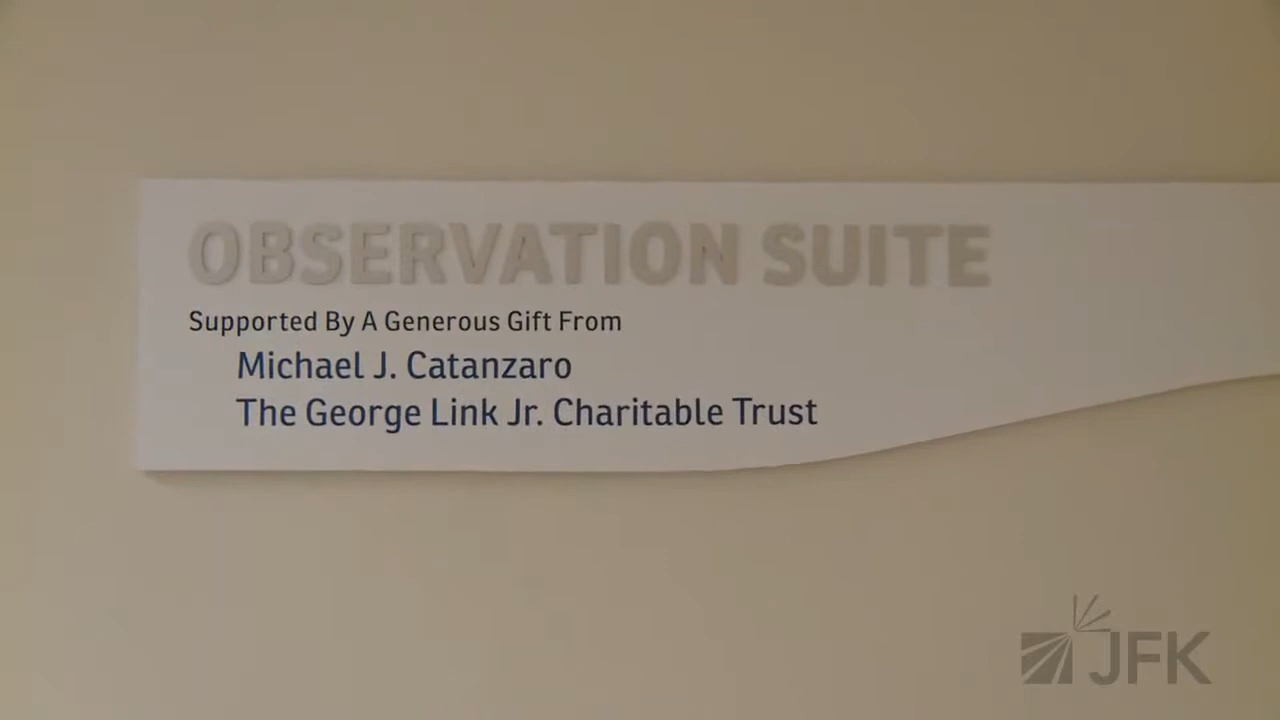 OBSERVATION SUITE
Supported By A Generous Gift From
Michael J. Catanzaro
The George Link Jr. Charitable Trust
JFK